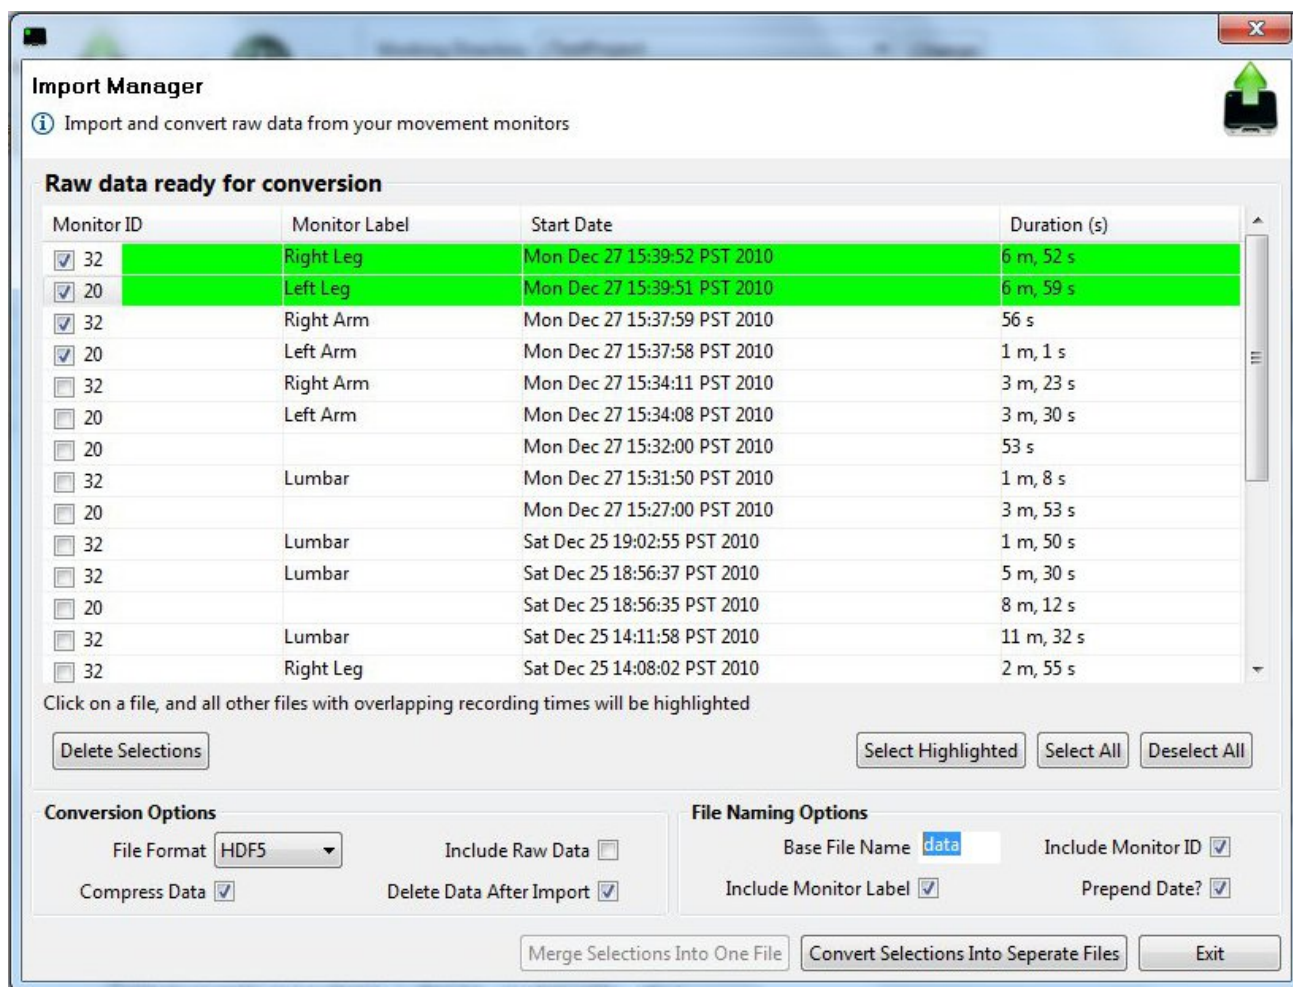 Import Manager
Import and convert raw data from your movement monitors
Raw data ready for conversion
Monitor ID Monitor Label Start Date Duration (s)
32 Right Leg Mon Dec 27 15:39:52 PST 2010 6 m, 52 s
20 Left Leg Mon Dec 27 15:39:51 PST 2010 6 m, 59 s
32 Right Arm Mon Dec 27 15:37:59 PST 2010 56 s
20 Left Arm Mon Dec 27 15:37:58 PST 2010 1 m, 1 s
32 Right Arm Mon Dec 27 15:34:11 PST 2010 3 m, 23 s
20 Left Arm Mon Dec 27 15:34:08 PST 2010 3 m, 30 s
20 Mon Dec 27 15:32:00 PST 2010 53 s
32 Lumbar Mon Dec 27 15:31:50 PST 2010 1 m, 8 s
20 Mon Dec 27 15:27:00 PST 2010 3 m, 53 s
32 Lumbar Sat Dec 25 19:02:55 PST 2010 1 m, 50 s
32 Lumbar Sat Dec 25 18:56:37 PST 2010 5 m, 30 s
20 Sat Dec 25 18:56:35 PST 2010 8 m, 12 s
32 Lumbar Sat Dec 25 14:11:58 PST 2010 11 m, 32 s
32 Right Leg Sat Dec 25 14:08:02 PST 2010 2 m, 55 s
Click on a file, and all other files with overlapping recording times will be highlighted
Delete Selections Select Highlighted Select All Deselect All
Conversion Options File Naming Options
File Format HDF5 Include Raw Data Base File Name data Include Monitor ID
Compress Data Delete Data After Import Include Monitor Label Prepend Date?
Merge Selections Into One File Convert Selections Into Seperate Files Exit